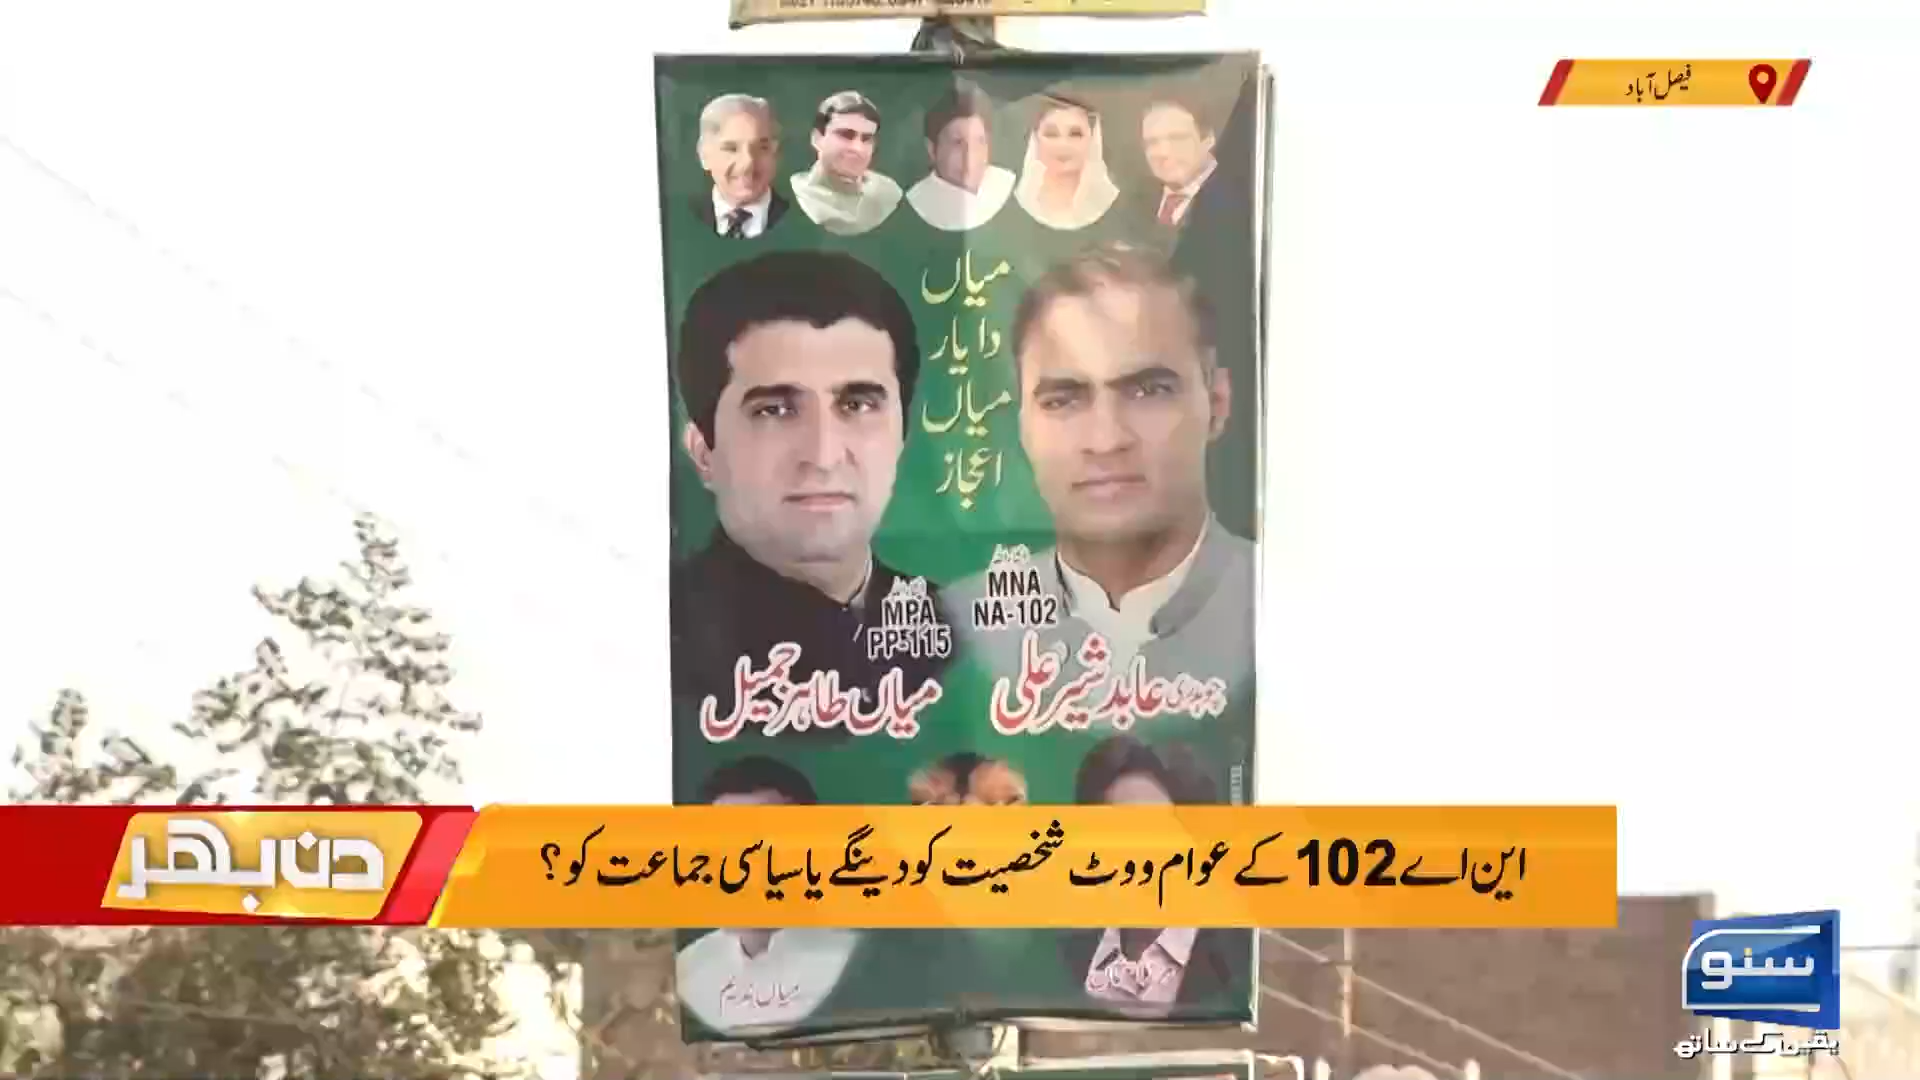 فیصل آباد
میاں
دا یار
میاں
اعجاز
MNA
NA-102
MPA
PP-115
چوہدری عابد شیر علی
میاں طاہر جمیل
این اے 102 کے عوام ووٹ شخصیت کو دینگے یا سیاسی جماعت کو؟
دن بھر
میاں ندیم
سنو
یقین کے ساتھ